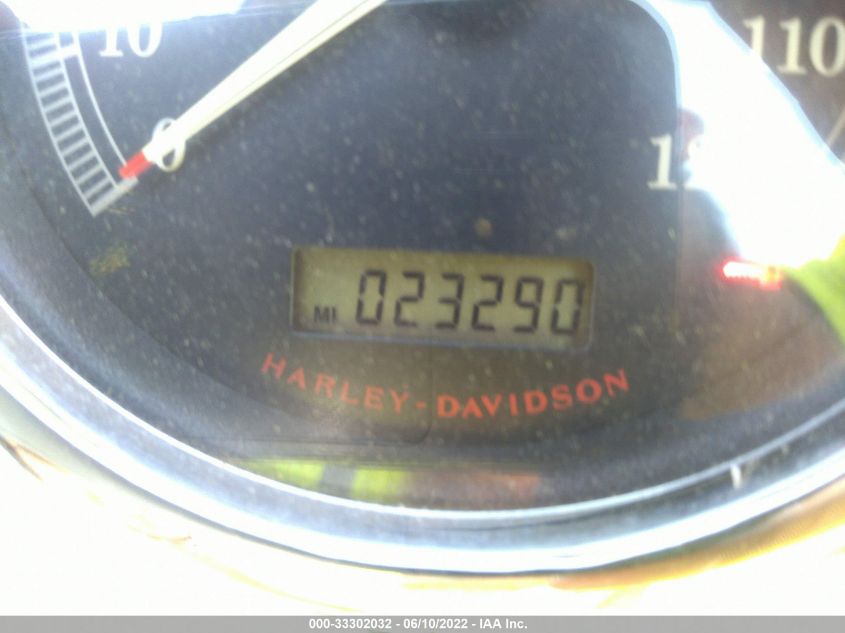 10
110
0
MI 023290
HARLEY-DAVIDSON
000-33302032 - 06/10/2022 - IAA Inc.